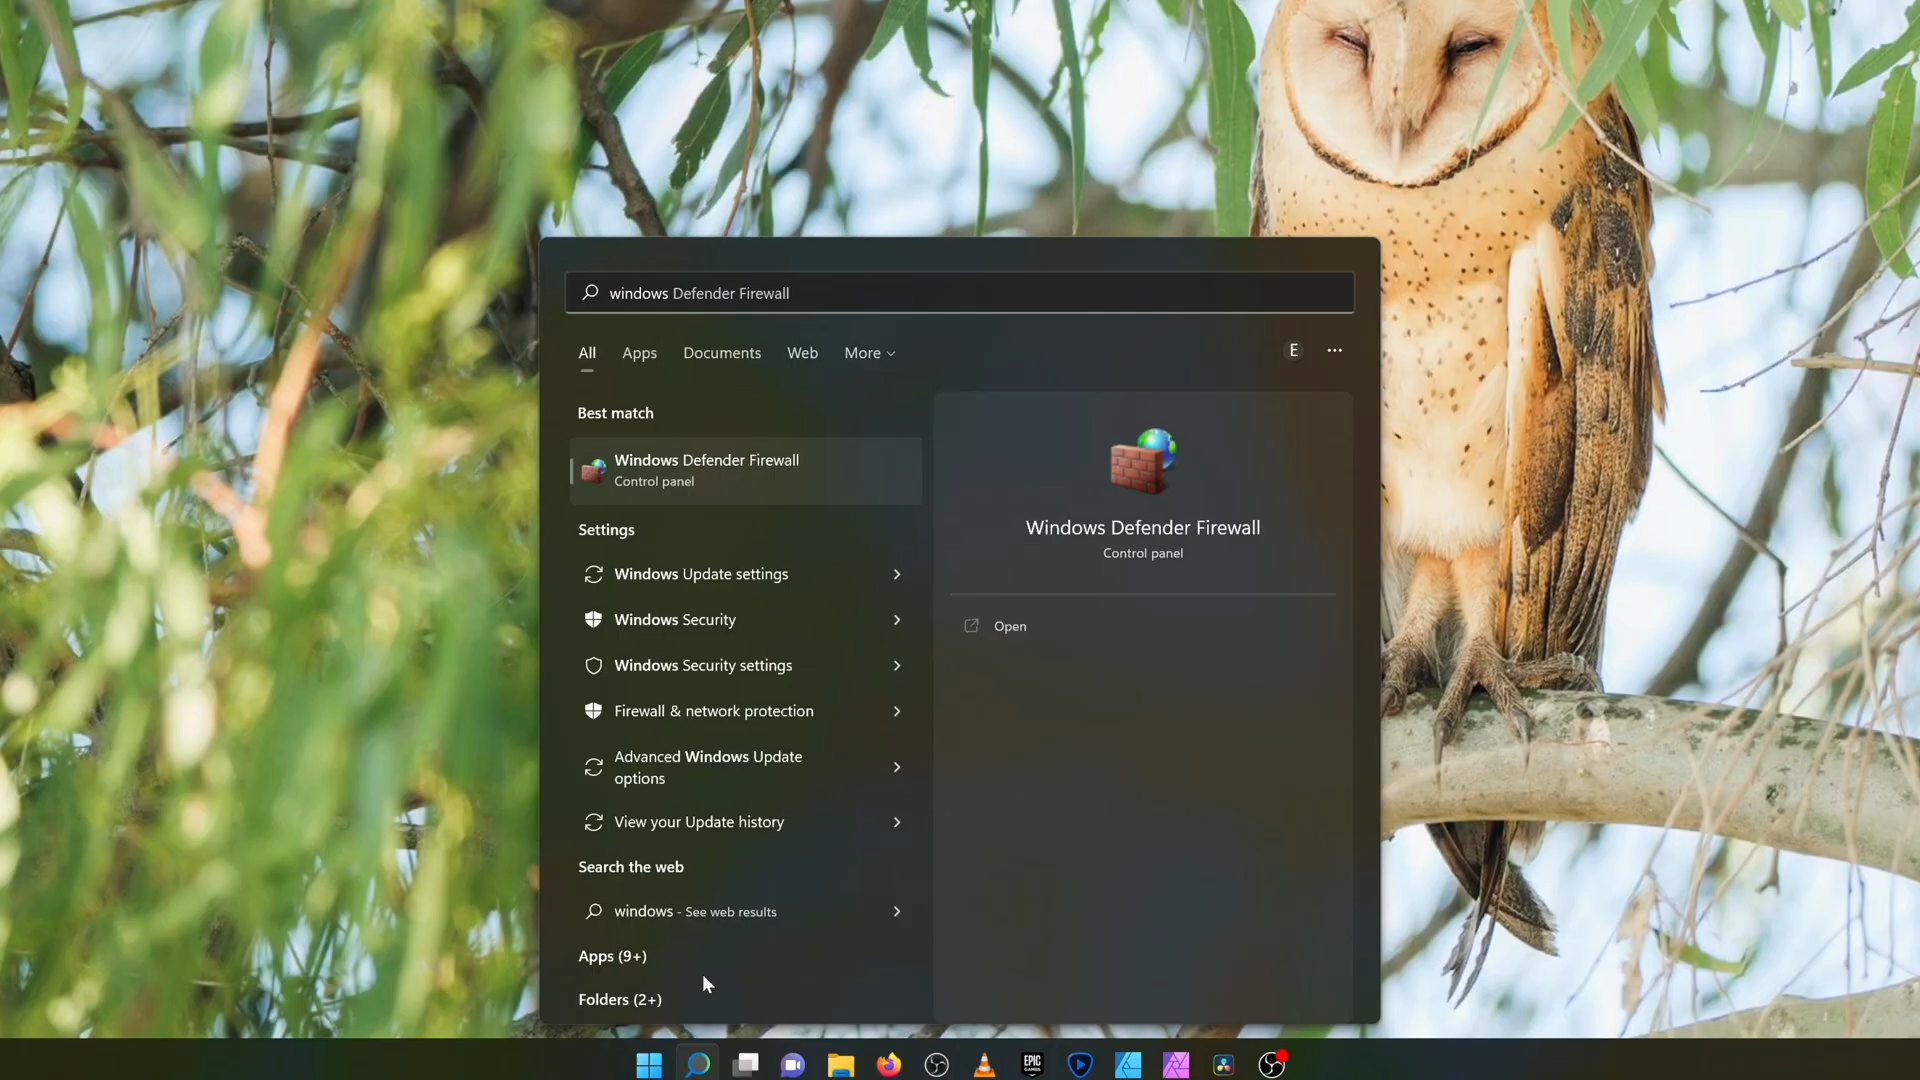 windows Defender Firewall
All Apps Documents Web More
E
Best match
Windows Defender Firewall
Control panel
Settings
Windows Update settings
Windows Security
Windows Security settings
Firewall & network protection
Advanced Windows Update
options
View your Update history
Search the web
windows - See web results
Apps (9+)
Folders (2+)
Windows Defender Firewall
Control panel
Open
EPIC
GAMES